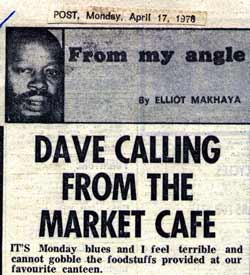 POST, Monday, April 17, 1978
From my angle
By ELLIOT MAKHAYA
DAVE CALLING
FROM THE
MARKET CAFE
IT'S Monday blues and I feel terrible and
cannot gobble the foodstuffs provided at our
favourite canteen.